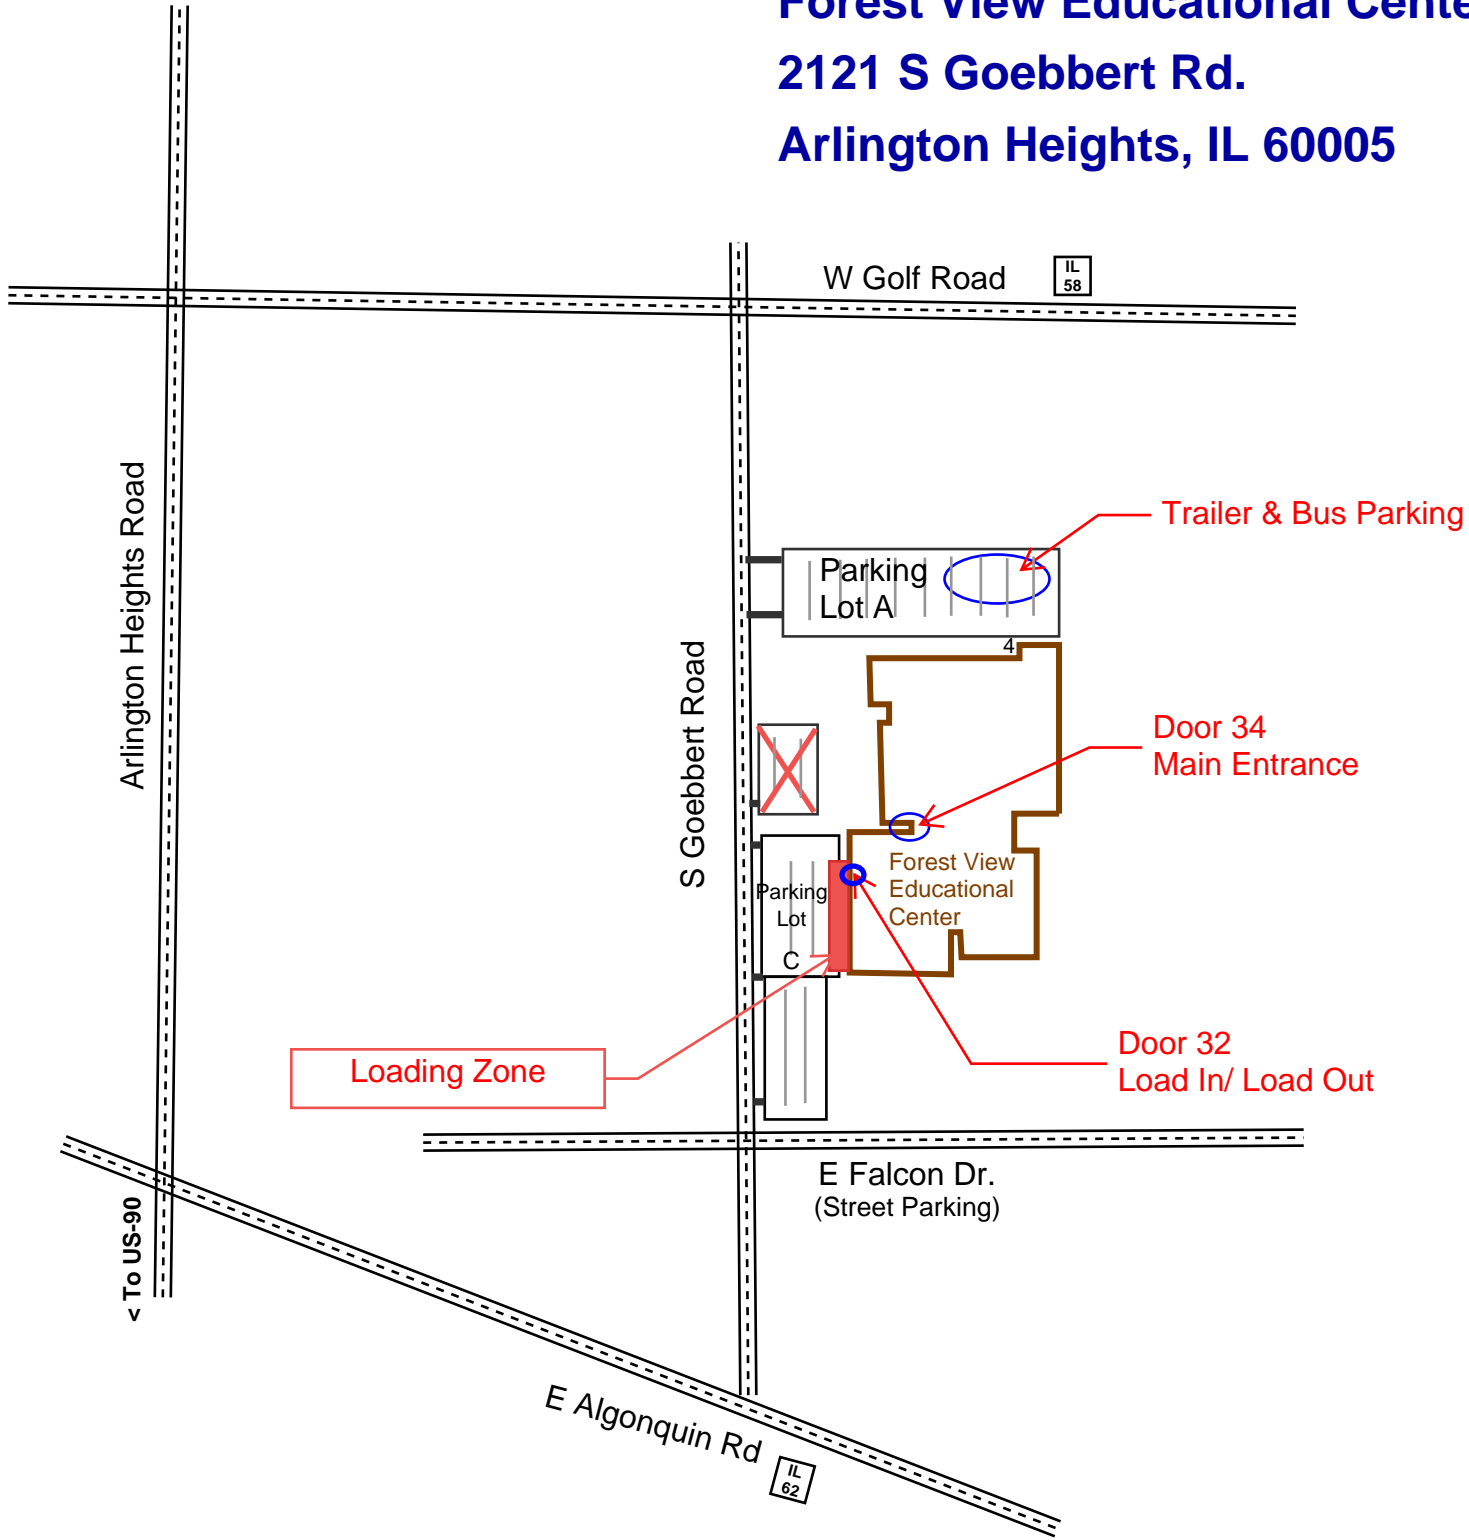 Forest View Educational Cente
2121 S Goebbert Rd.
Arlington Heights, IL 60005
W Golf Road
IL
58
Arlington Heights Road
S Goebbert Road
Trailer & Bus Parking
Parking
Lot A
4
Door 34
Main Entrance
Forest View
Educational
Center
Parking
Lot
C
Loading Zone
Door 32
Load In/ Load Out
E Falcon Dr.
(Street Parking)
< To US-90
E Algonquin Rd
IL
62